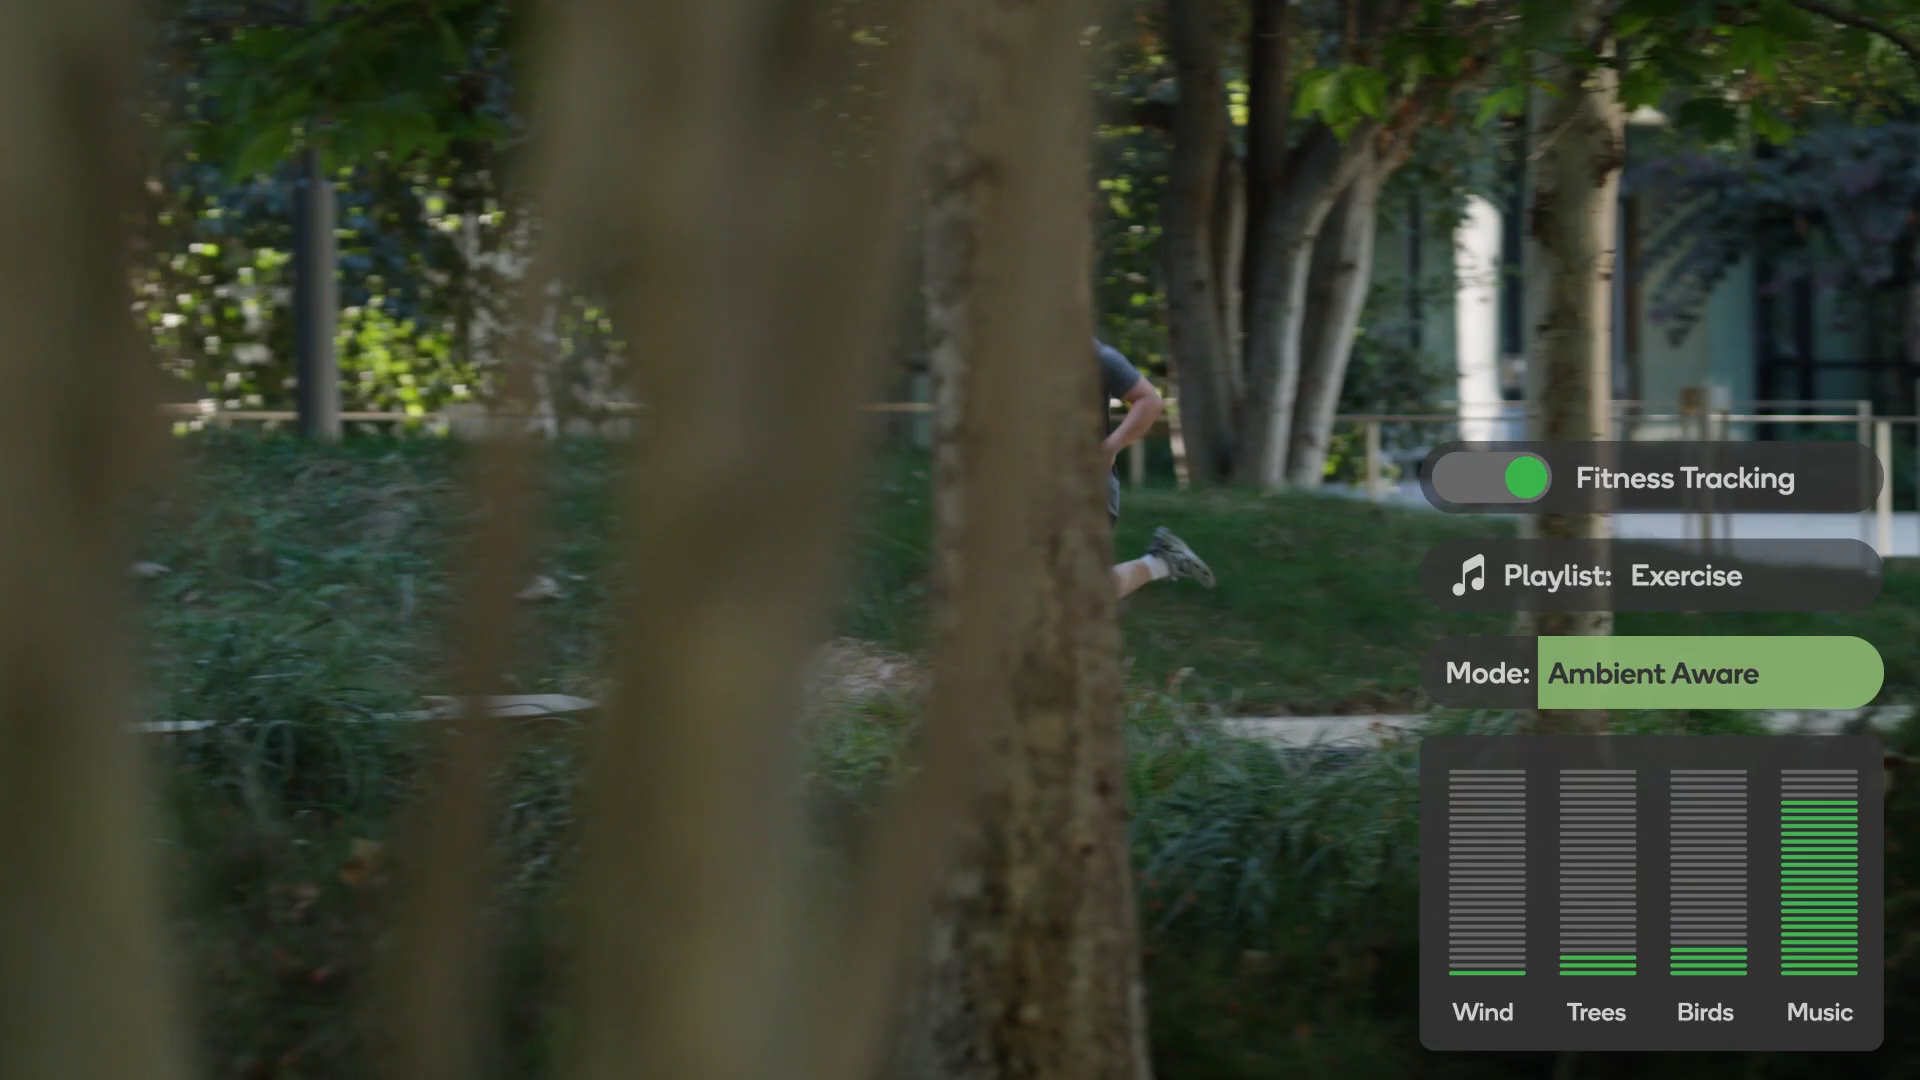 Fitness Tracking
Playlist: Exercise
Mode: Ambient Aware
Wind Trees Birds Music